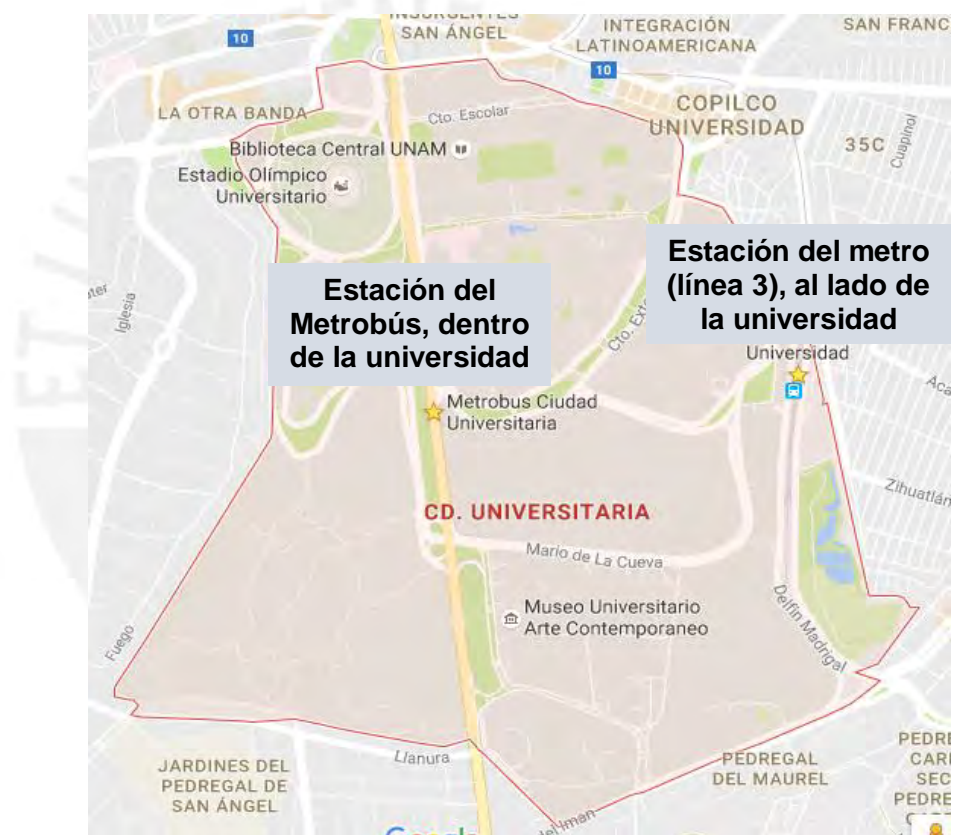 INSURGENTES
SAN ÁNGEL
INTEGRACIÓN
LATINOAMERICANA
SAN FRANC
10
10
LA OTRA BANDA
Cto. Escolar
COPILCO
UNIVERSIDAD
35C
Cuapinol
Biblioteca Central UNAM
Estadio Olímpico
Universitario
Estación del
Metrobús, dentro
de la universidad
Estación del metro
(línea 3), al lado de
la universidad
Iglesia
Cto. Ext
Universidad
Aca
Metrobus Ciudad
Universitaria
Zihuatlán
CD. UNIVERSITARIA
Mario de La Cueva
Museo Universitario
Arte Contemporaneo
Delfín Madrigal
Fuego
Llanura
JARDINES DEL
PEDREGAL DE
SAN ÁNGEL
PEDREGAL
DEL MAUREL
PEDRE
CAR
SEC
PEDRE
del Iman
Google